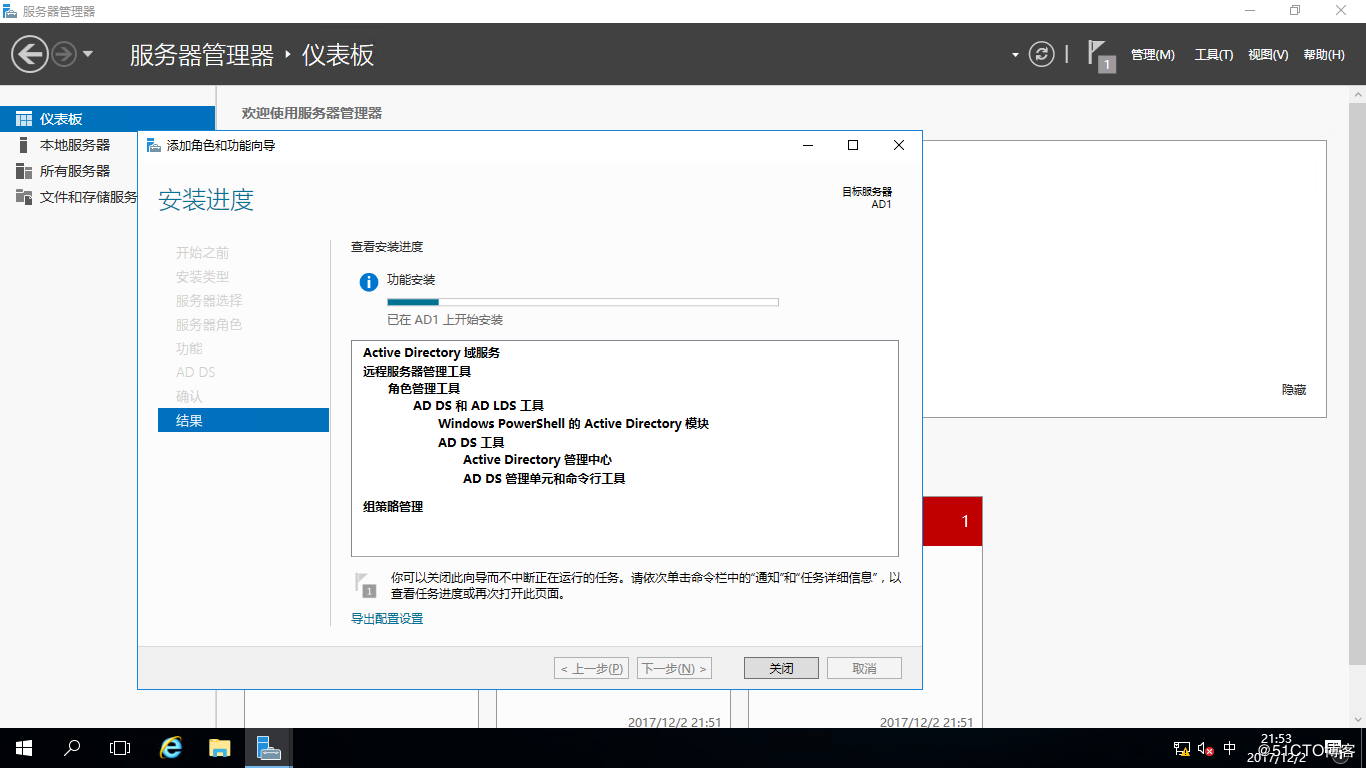 服务器管理器
服务器管理器 · 仪表板
1
管理(M) 工具(T) 视图(V) 帮助(H)
仪表板
本地服务器
所有服务器
文件和存储服务
欢迎使用服务器管理器
添加角色和功能向导
安装进度
目标服务器
AD1
开始之前
安装类型
服务器选择
服务器角色
功能
AD DS
确认
结果
查看安装进度
功能安装
已在 AD1 上开始安装
Active Directory 域服务
远程服务器管理工具
角色管理工具
AD DS 和 AD LDS 工具
Windows PowerShell 的 Active Directory 模块
AD DS 工具
Active Directory 管理中心
AD DS 管理单元和命令行工具
组策略管理
1
你可以关闭此向导而不中断正在运行的任务。请依次单击命令栏中的“通知”和“任务详细信息”，以
查看任务进度或再次打开此页面。
导出配置设置
< 上一步(P) 下一步(N) > 关闭 取消
隐藏
1
2017/12/2 21:51
2017/12/2 21:51
中
21:53
2017/12/2
@51CTO博客